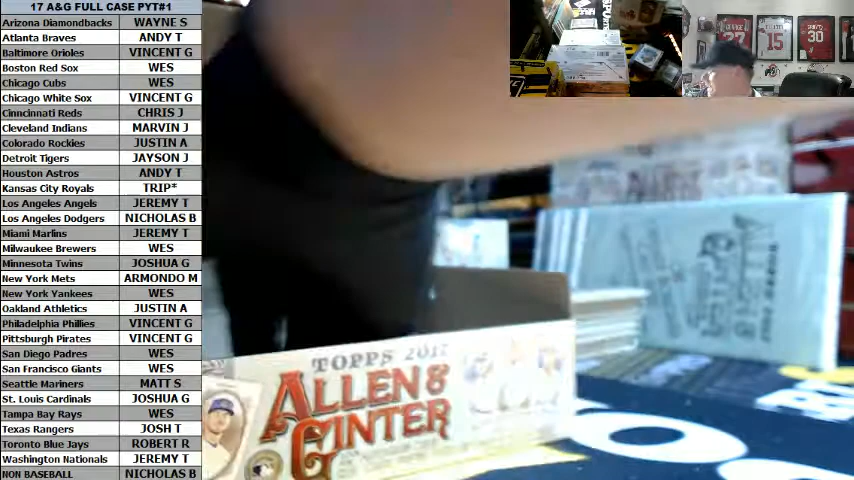 17 A&G FULL CASE PYT#1
Arizona Diamondbacks WAYNE S
Atlanta Braves ANDY T
Baltimore Orioles VINCENT G
Boston Red Sox WES
Chicago Cubs WES
Chicago White Sox VINCENT G
Cinncinnati Reds CHRIS J
Cleveland Indians MARVIN J
Colorado Rockies JUSTIN A
Detroit Tigers JAYSON J
Houston Astros ANDY T
Kansas City Royals TRIP*
Los Angeles Angels JEREMY T
Los Angeles Dodgers NICHOLAS B
Miami Marlins JEREMY T
Milwaukee Brewers WES
Minnesota Twins JOSHUA G
New York Mets ARMONDO M
New York Yankees WES
Oakland Athletics JUSTIN A
Philadelphia Phillies VINCENT G
Pittsburgh Pirates VINCENT G
San Diego Padres WES
San Francisco Giants WES
Seattle Mariners MATT S
St. Louis Cardinals JOSHUA G
Tampa Bay Rays WES
Texas Rangers JOSH T
Toronto Blue Jays ROBERT R
Washington Nationals JEREMY T
NON BASEBALL NICHOLAS B
TOPPS 2017
ALLEN &
GINTER
15
30